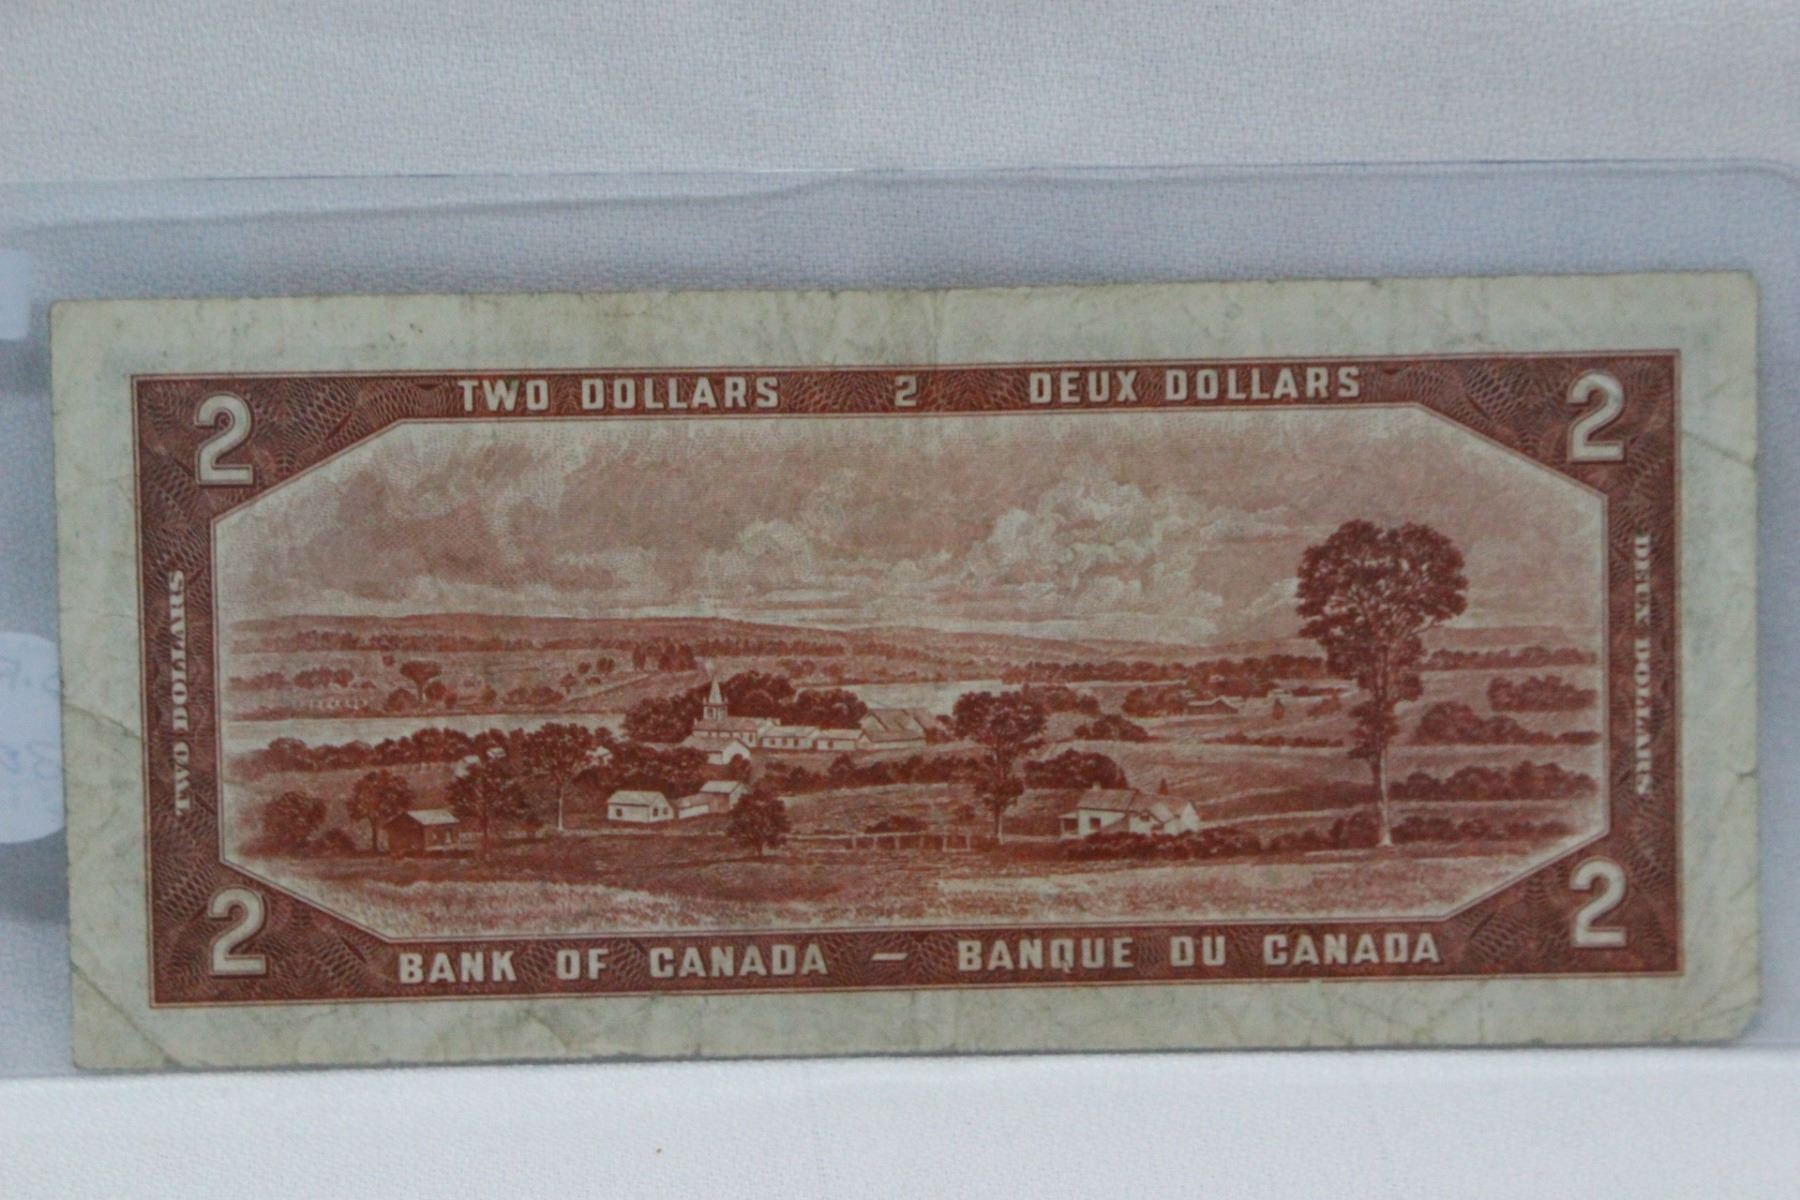 2 TWO DOLLARS 2 DEUX DOLLARS 2
TWO DOLLARS
DEUX DOLLARS
2 BANK OF CANADA — BANQUE DU CANADA 2